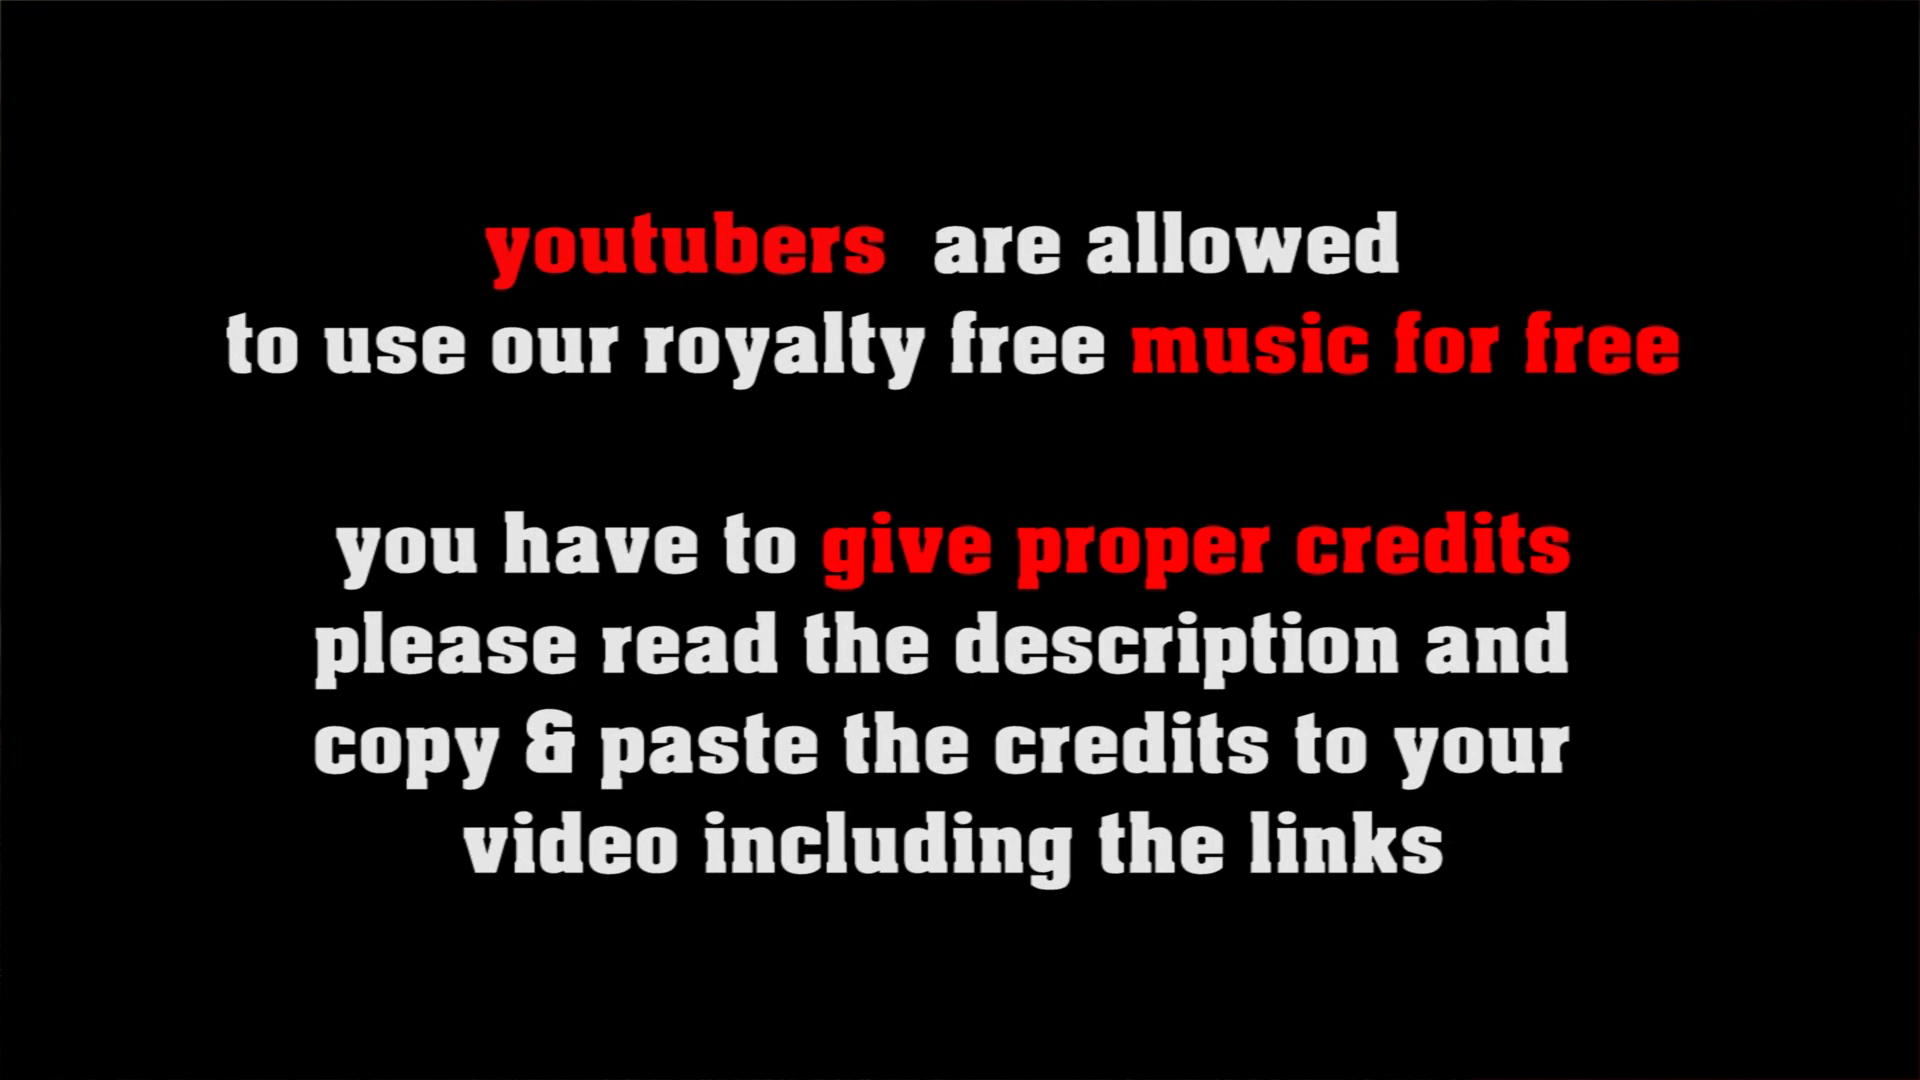 youtubers are allowed
to use our royalty free music for free
you have to give proper credits
please read the description and
copy & paste the credits to your
video including the links